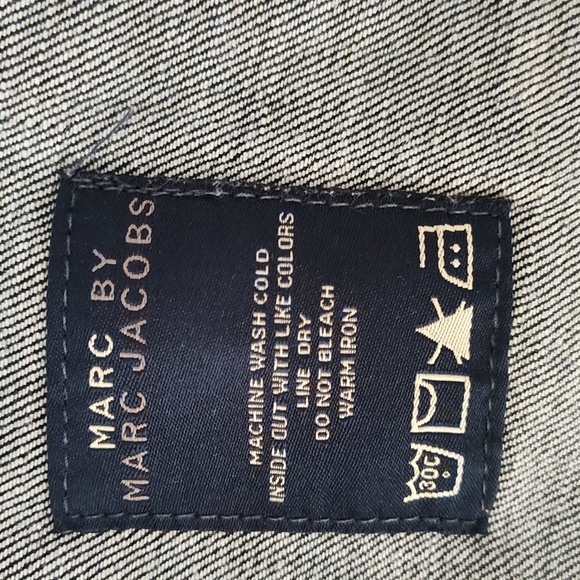 MARC BY
MARC JACOBS
MACHINE WASH COLD
INSIDE OUT WITH LIKE COLORS
LINE DRY
DO NOT BLEACH
WARM IRON
30C